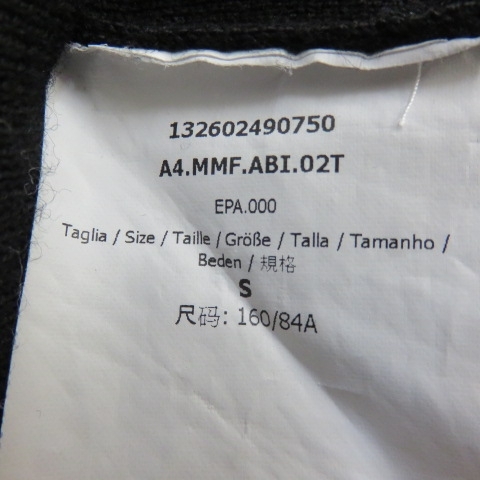 132602490750
A4.MMF.ABI.02T
EPA.000
Taglia / Size / Taille / Größe / Talla / Tamanho /
Beden / 規格
S
尺码: 160/84A